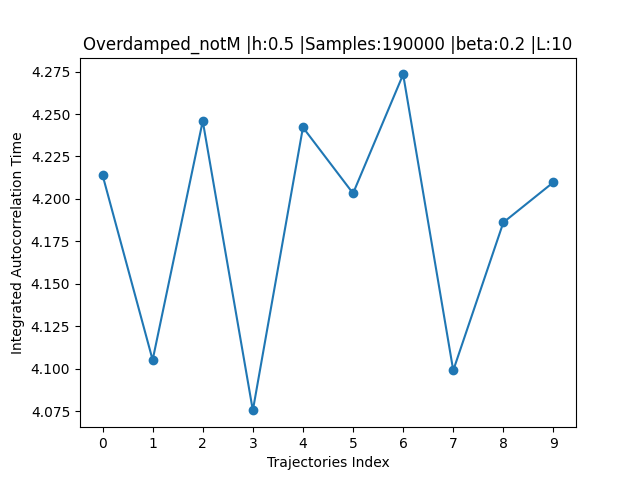 Overdamped_notM |h:0.5 |Samples:190000 |beta:0.2 |L:10
Integrated Autocorrelation Time
4.275
4.250
4.225
4.200
4.175
4.150
4.125
4.100
4.075
0 1 2 3 4 5 6 7 8 9
Trajectories Index